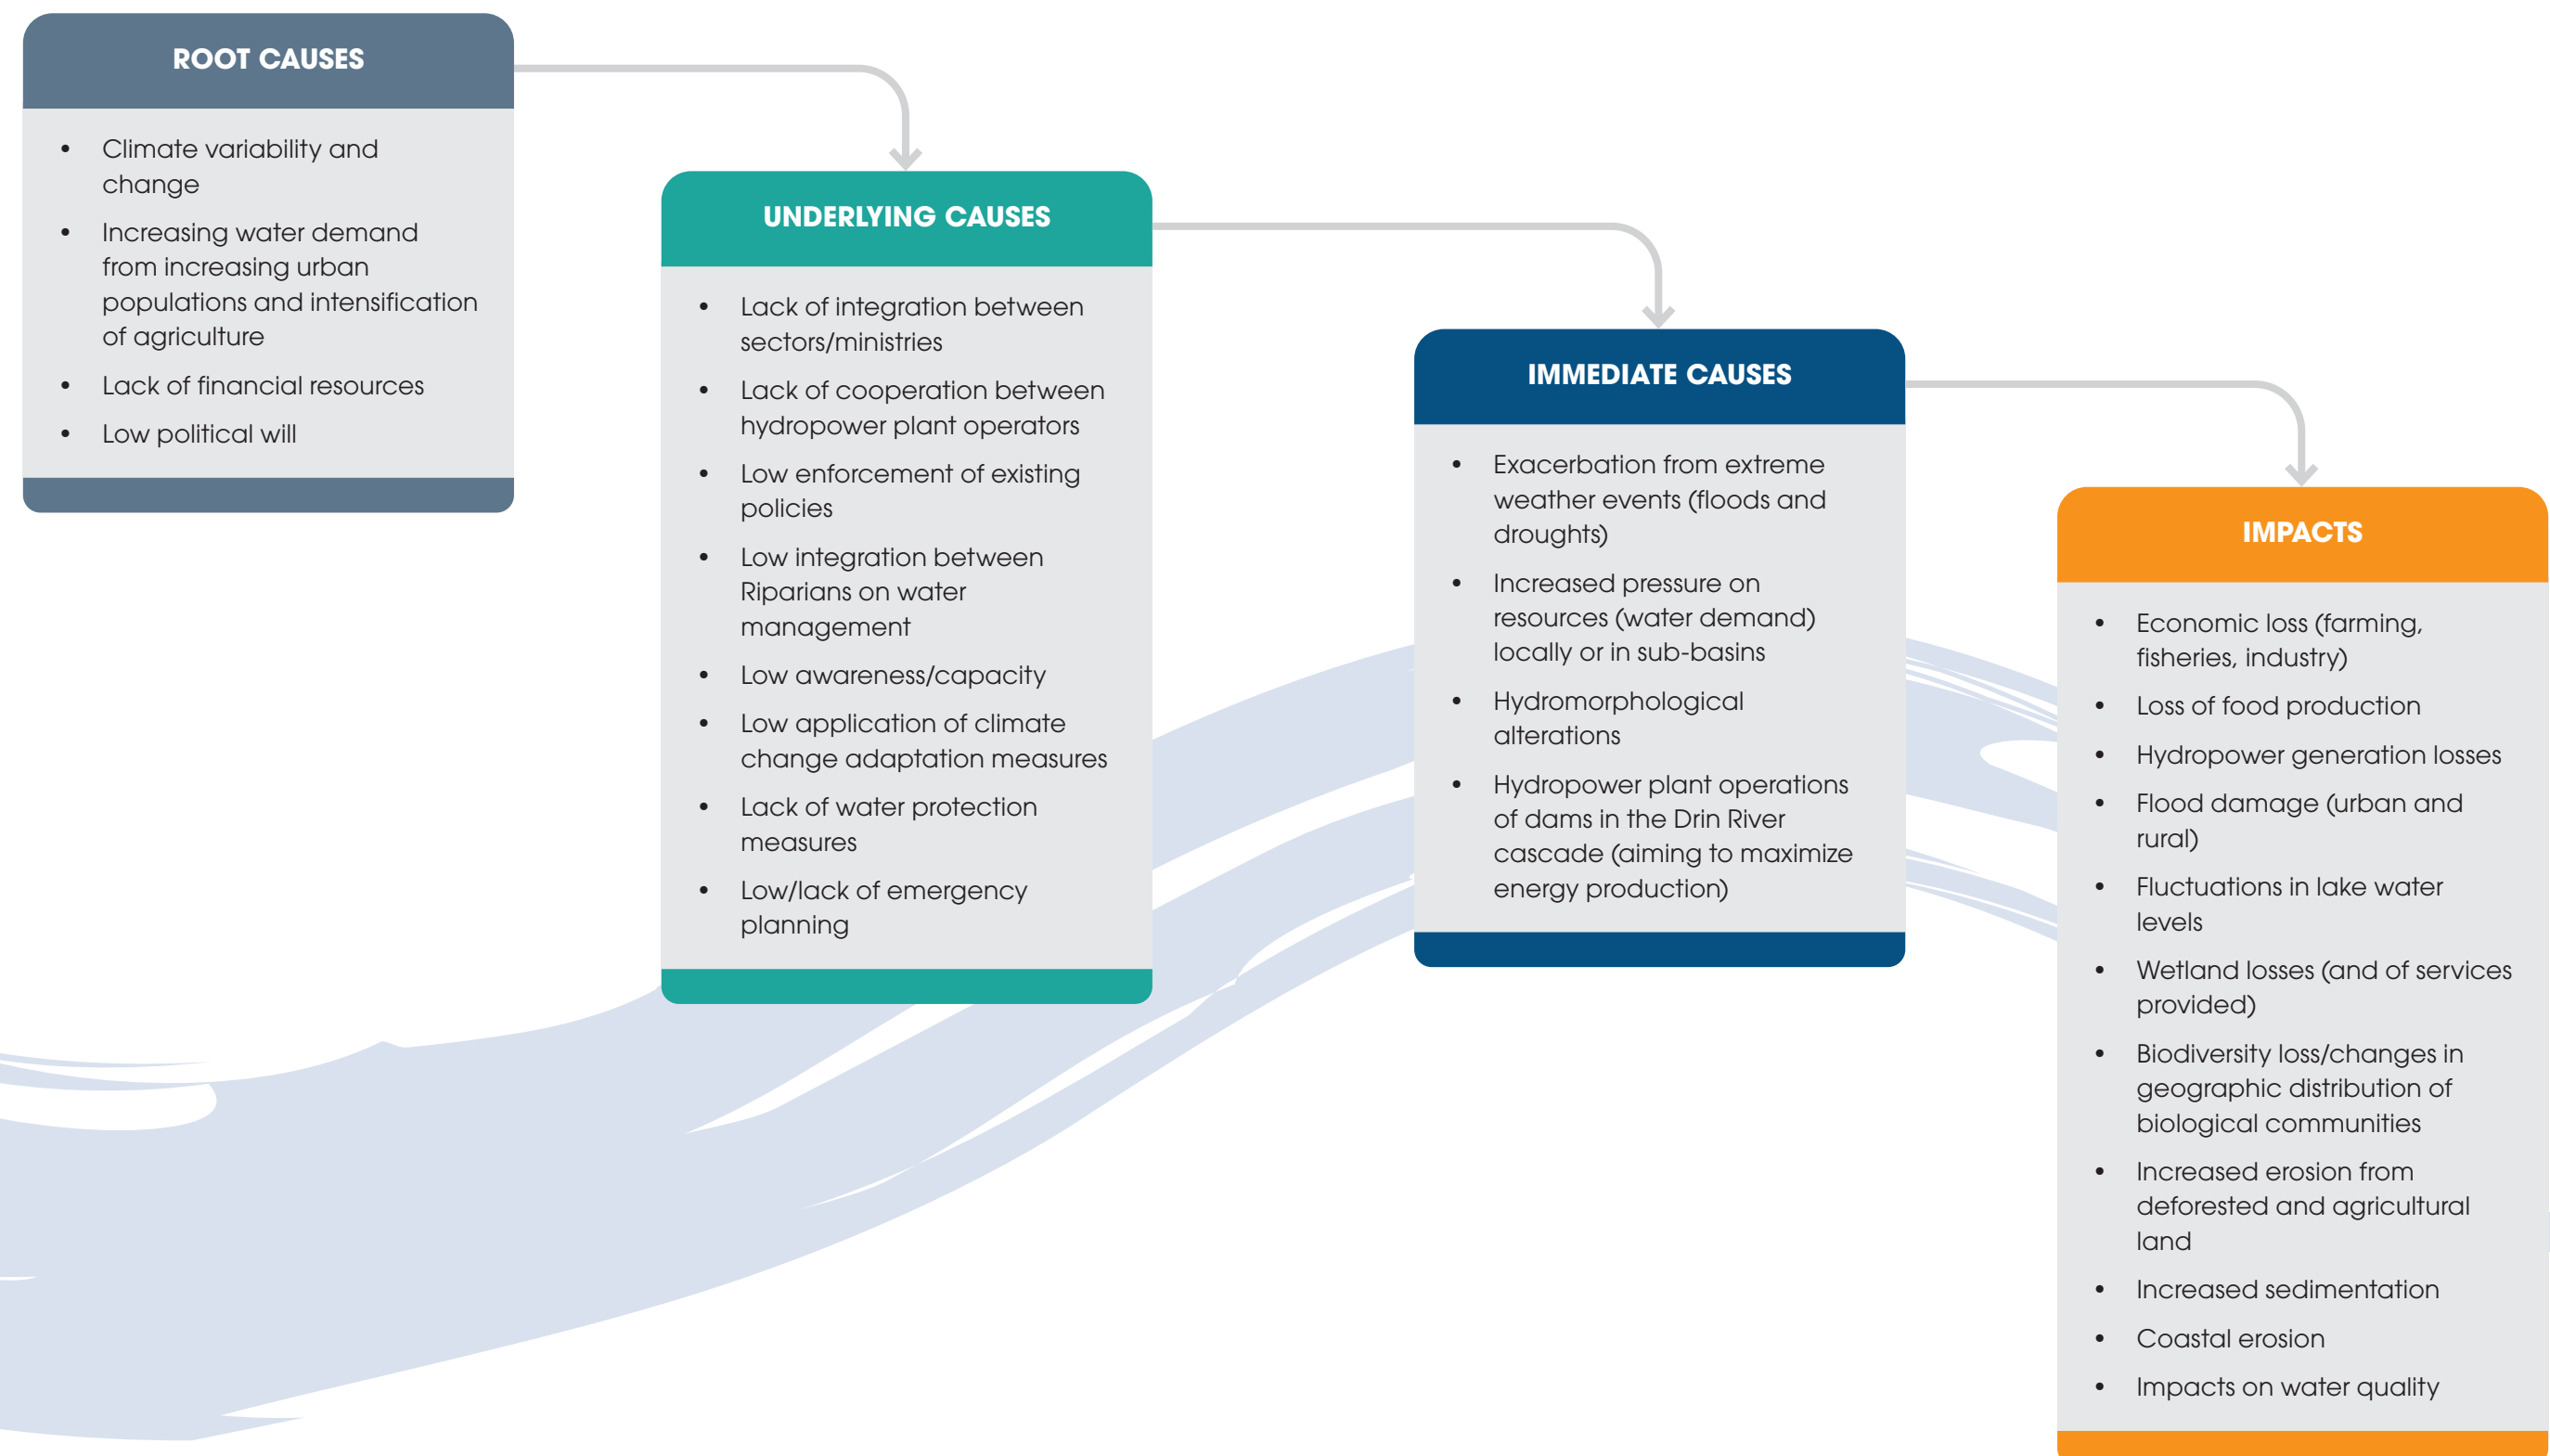 ROOT CAUSES
• Climate variability and
change
• Increasing water demand
from increasing urban
populations and intensification
of agriculture
• Lack of financial resources
• Low political will
UNDERLYING CAUSES
• Lack of integration between
sectors/ministries
• Lack of cooperation between
hydropower plant operators
• Low enforcement of existing
policies
• Low integration between
Riparians on water
management
• Low awareness/capacity
• Low application of climate
change adaptation measures
• Lack of water protection
measures
• Low/lack of emergency
planning
IMMEDIATE CAUSES
• Exacerbation from extreme
weather events (floods and
droughts)
• Increased pressure on
resources (water demand)
locally or in sub-basins
• Hydromorphological
alterations
• Hydropower plant operations
of dams in the Drin River
cascade (aiming to maximize
energy production)
IMPACTS
• Economic loss (farming,
fisheries, industry)
• Loss of food production
• Hydropower generation losses
• Flood damage (urban and
rural)
• Fluctuations in lake water
levels
• Wetland losses (and of services
provided)
• Biodiversity loss/changes in
geographic distribution of
biological communities
• Increased erosion from
deforested and agricultural
land
• Increased sedimentation
• Coastal erosion
• Impacts on water quality